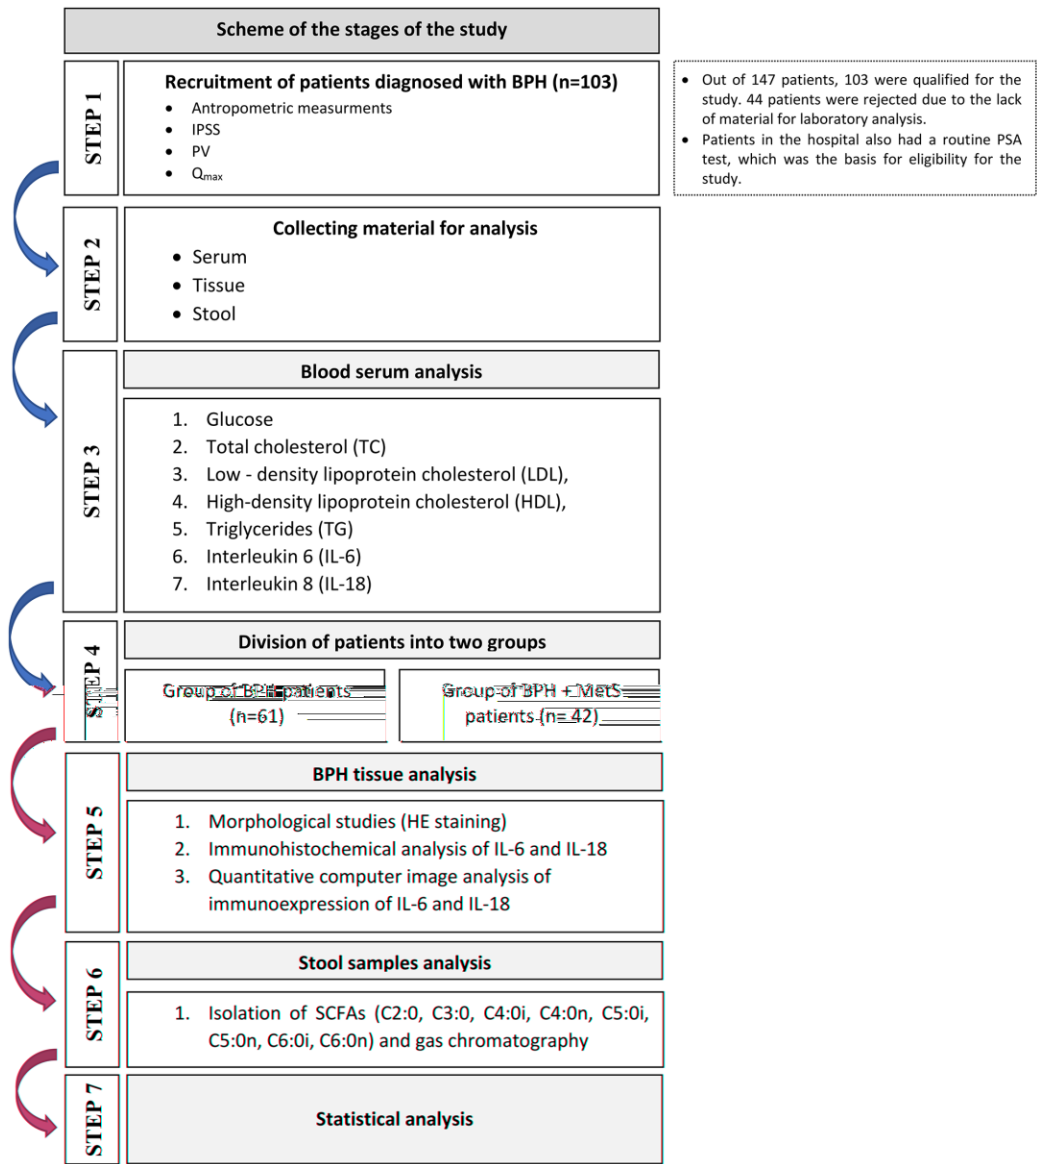 Scheme of the stages of the study
STEP 1
Recruitment of patients diagnosed with BPH (n=103)
• Antropometric measurments
• IPSS
• PV
• Qmax
• Out of 147 patients, 103 were qualified for the
study. 44 patients were rejected due to the lack
of material for laboratory analysis.
• Patients in the hospital also had a routine PSA
test, which was the basis for eligibility for the
study.
STEP 2
Collecting material for analysis
• Serum
• Tissue
• Stool
STEP 3
Blood serum analysis
1. Glucose
2. Total cholesterol (TC)
3. Low - density lipoprotein cholesterol (LDL),
4. High-density lipoprotein cholesterol (HDL),
5. Triglycerides (TG)
6. Interleukin 6 (IL-6)
7. Interleukin 8 (IL-18)
STEP 4
Division of patients into two groups
Group of BPH patients
(n=61)
Group of BPH + MetS
patients (n= 42)
STEP 5
BPH tissue analysis
1. Morphological studies (HE staining)
2. Immunohistochemical analysis of IL-6 and IL-18
3. Quantitative computer image analysis of
immunoexpression of IL-6 and IL-18
STEP 6
Stool samples analysis
1. Isolation of SCFAs (C2:0, C3:0, C4:0i, C4:0n, C5:0i,
C5:0n, C6:0i, C6:0n) and gas chromatography
STEP 7
Statistical analysis